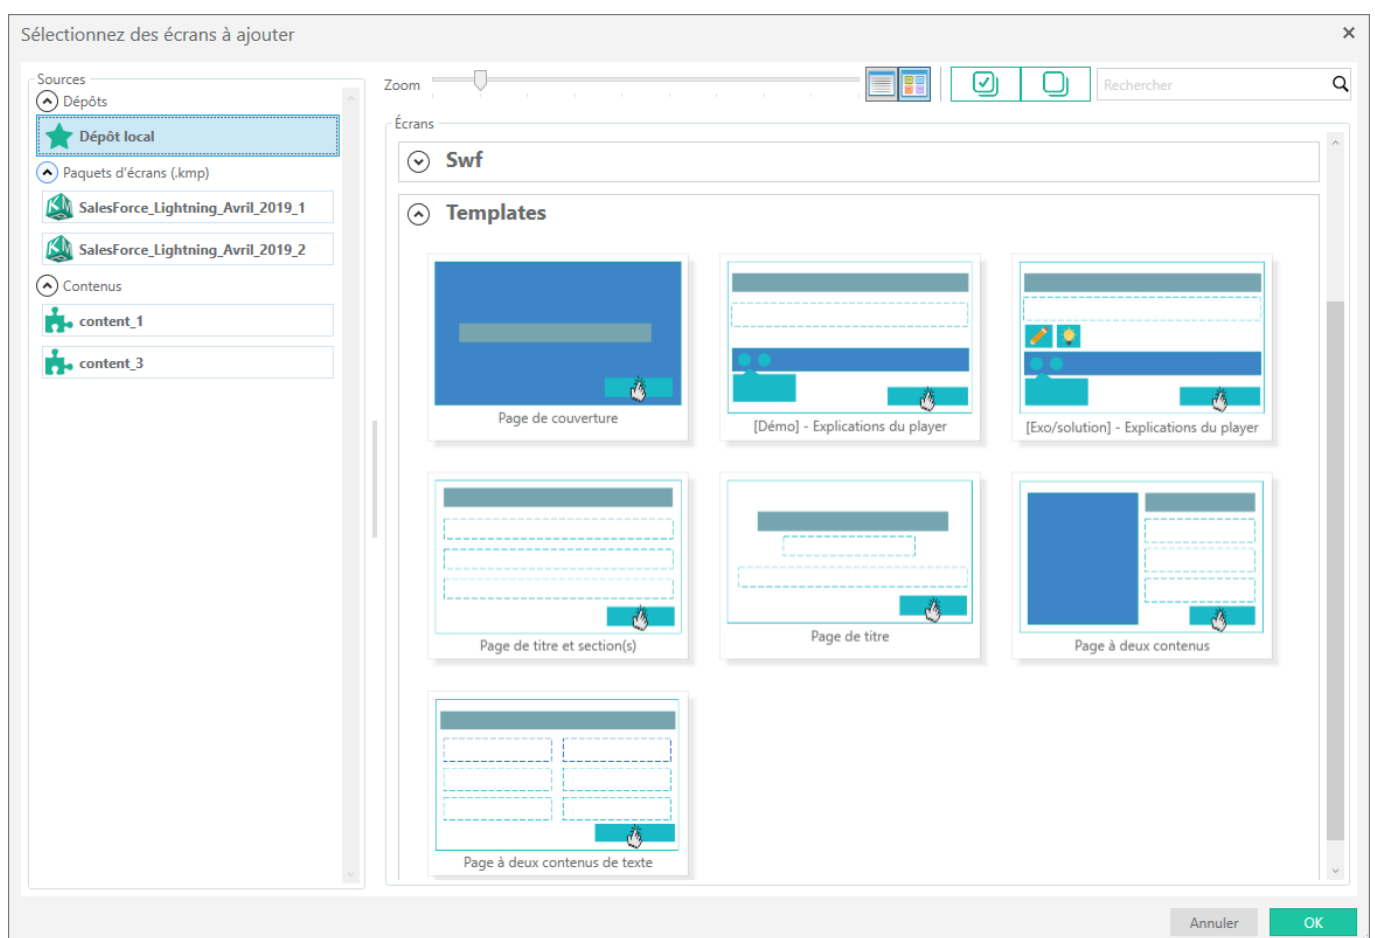 Sélectionnez des écrans à ajouter
Sources
Dépôts
Dépôt local
Paquets d'écrans (.kmp)
SalesForce_Lightning_Avril_2019_1
SalesForce_Lightning_Avril_2019_2
Contenus
content_1
content_3
Zoom
Rechercher
Écrans
Swf
Templates
Page de couverture
[Démo] - Explications du player
[Exo/solution] - Explications du player
Page de titre et section(s)
Page de titre
Page à deux contenus
Page à deux contenus de texte
Annuler
OK